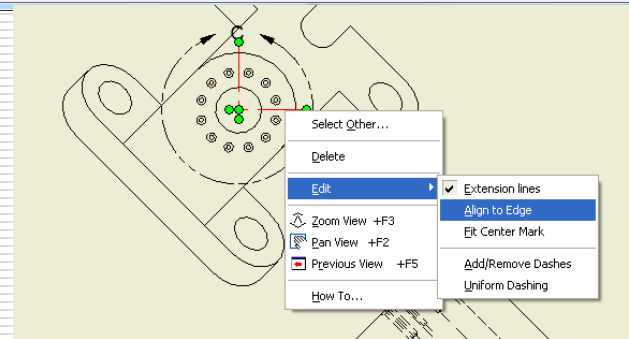 C
Select Other...
Delete
Edit
Zoom View +F3
Pan View +F2
Previous View +F5
How To...
Extension lines
Align to Edge
Fit Center Mark
Add/Remove Dashes
Uniform Dashing